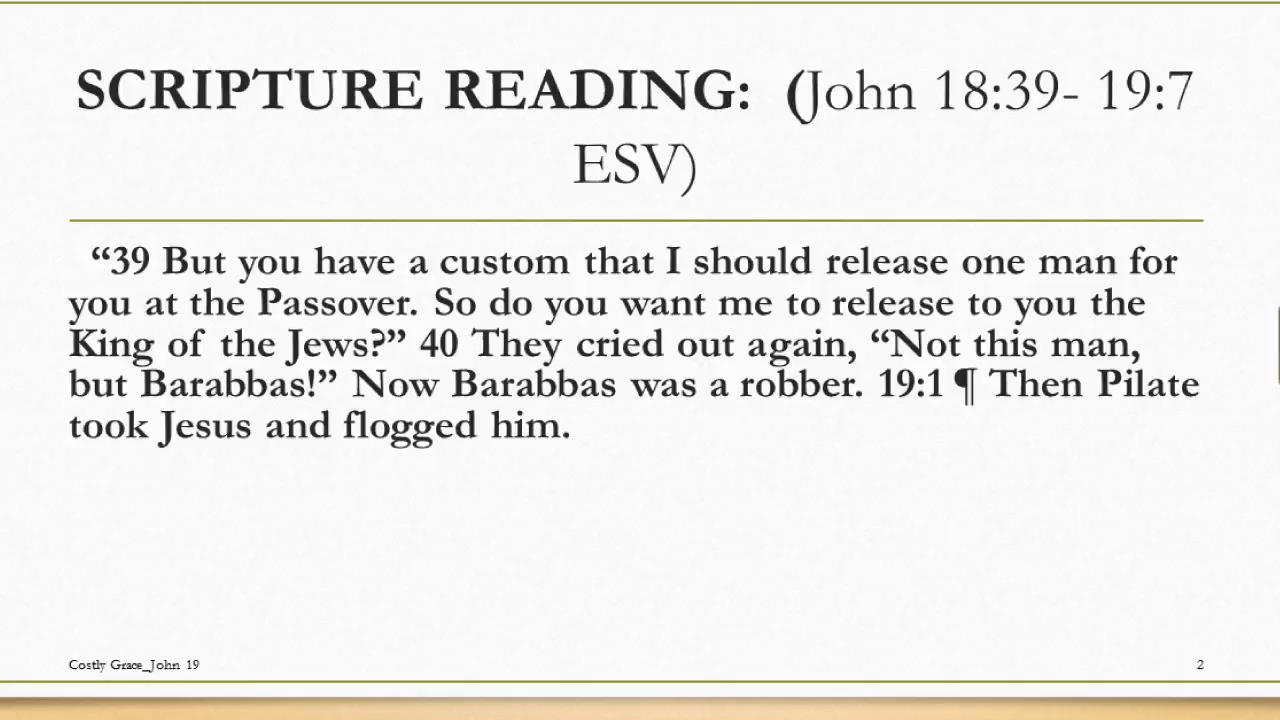 SCRIPTURE READING:  (John 18:39- 19:7
ESV)
“39 But you have a custom that I should release one man for
you at the Passover. So do you want me to release to you the
King of the Jews?” 40 They cried out again, “Not this man,
but Barabbas!” Now Barabbas was a robber. 19:1 ¶ Then Pilate
took Jesus and flogged him.
Costly Grace_John 19
2